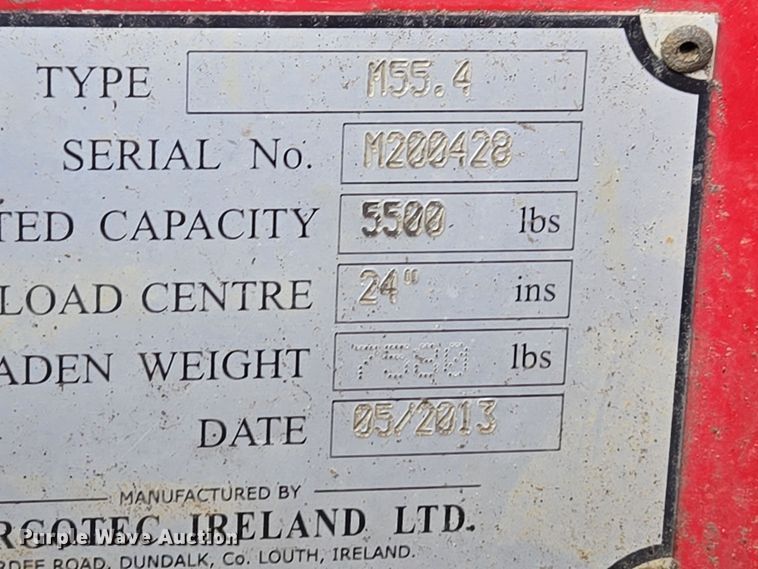 TYPE M55.4
SERIAL No. M200428
TED CAPACITY 5500 lbs
LOAD CENTRE 24" ins
ADEN WEIGHT 7580 lbs
DATE 05/2013
MANUFACTURED BY
RGOTEC IRELAND LTD.
Purple Wave Auction
RDEE ROAD, DUNDALK, Co. LOUTH, IRELAND.